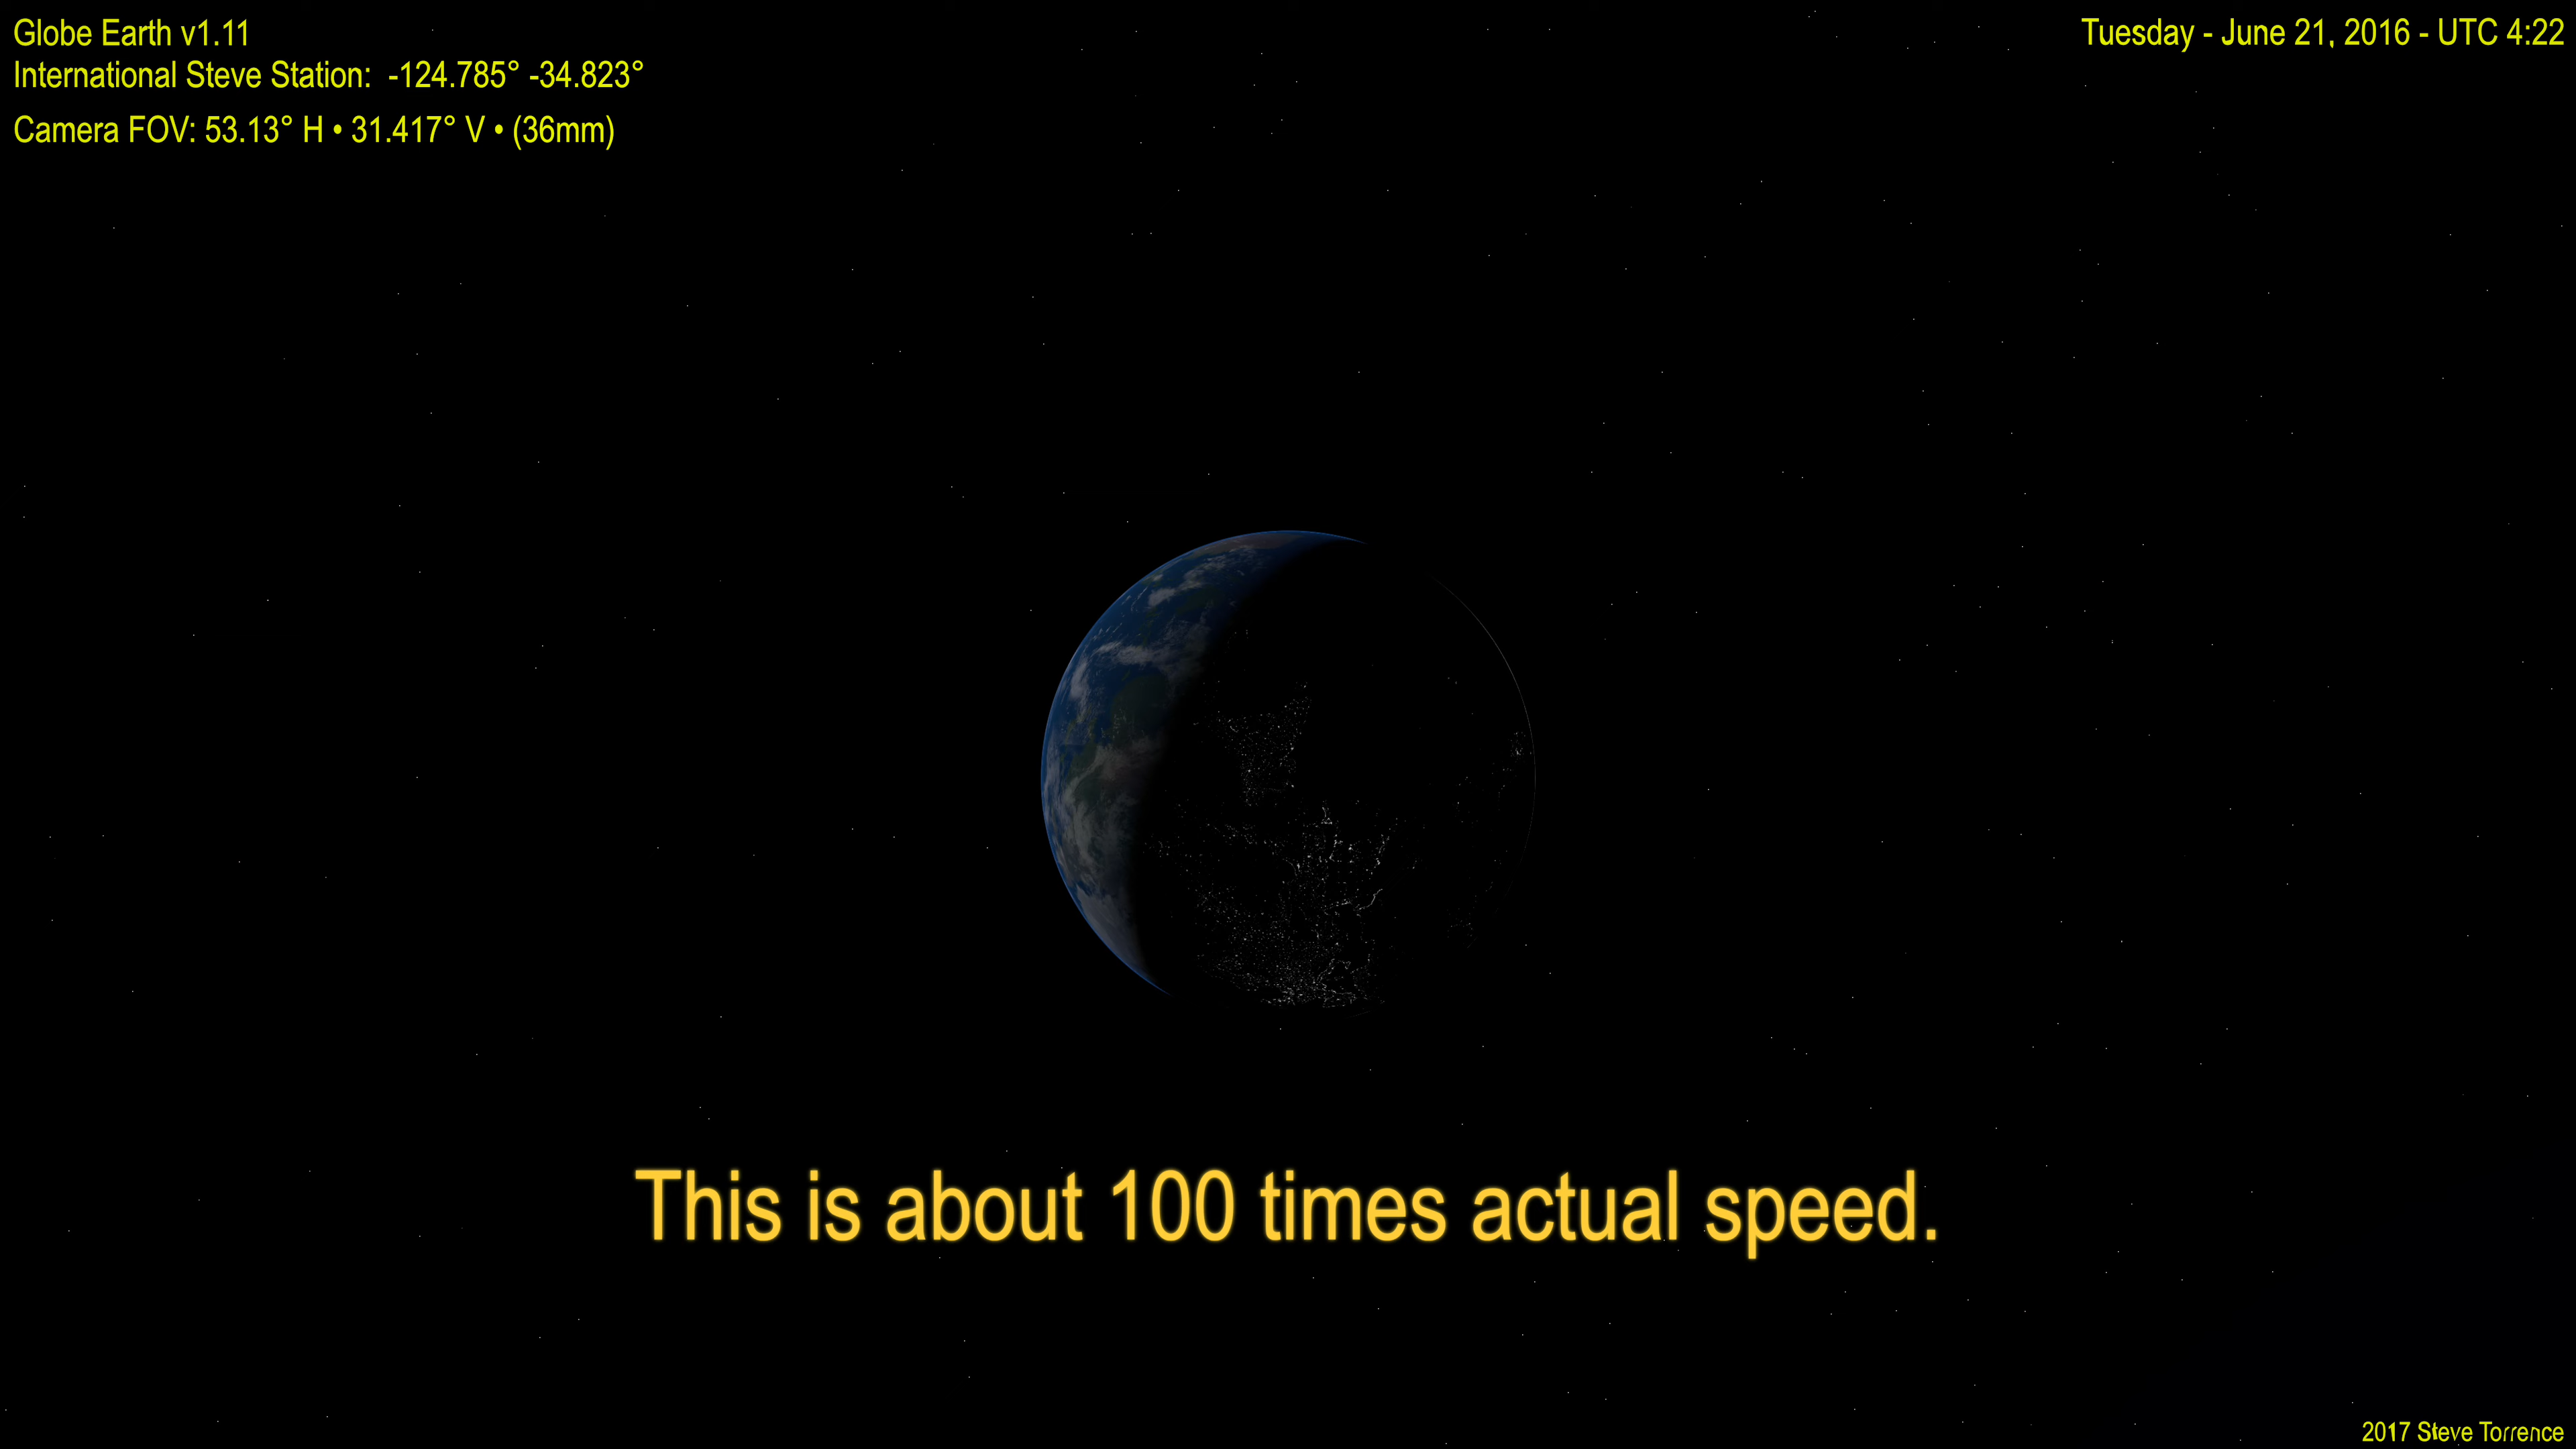 Globe Earth v1.11
Tuesday - June 21, 2016 - UTC 4:22
International Steve Station: -124.785° -34.823°
Camera FOV: 53.13° H • 31.417° V • (36mm)
This is about 100 times actual speed.
2017 Steve Torrence